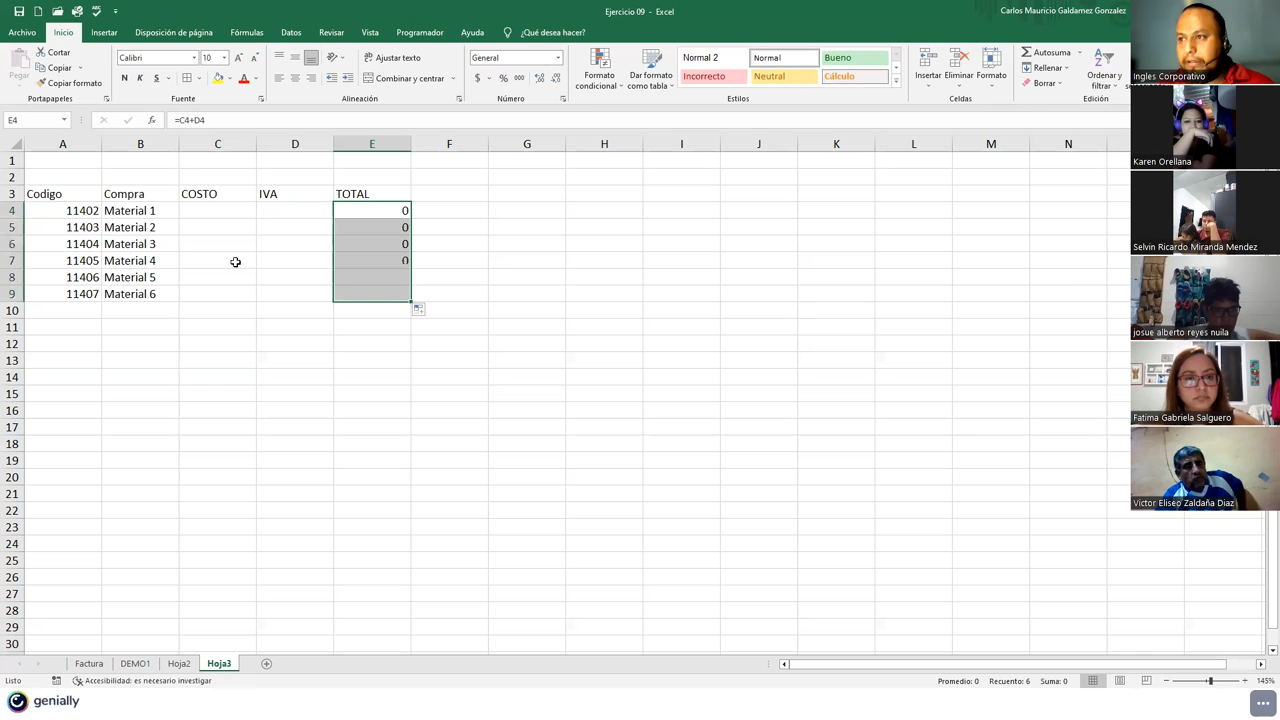 Ejercicio 09 - Excel
Carlos Mauricio Galdamez Gonzalez
Archivo Inicio Insertar Disposición de página Fórmulas Datos Revisar Vista Programador Ayuda ¿Qué desea hacer?
Pegar
Cortar
Copiar
Copiar formato
Portapapeles
Calibri 10
N K S
Fuente
Ajustar texto
Combinar y centrar
Alineación
General
Número
Formato condicional
Dar formato como tabla
Normal 2 Normal Bueno
Incorrecto Neutral Cálculo
Estilos
Insertar Eliminar Formato
Celdas
Autosuma
Rellenar
Borrar
Ordenar y filtrar
Edición
E4 fx =C4+D4
A B C D E F G H I J K L M N
1
2
3 Codigo Compra COSTO IVA TOTAL
4 11402 Material 1 0
5 11403 Material 2 0
6 11404 Material 3 0
7 11405 Material 4 0
8 11406 Material 5
9 11407 Material 6
10
11
12
13
14
15
16
17
18
19
20
21
22
23
24
25
26
27
28
29
30
Factura DEMO1 Hoja2 Hoja3
Listo Accesibilidad: es necesario investigar Promedio: 0 Recuento: 6 Suma: 0 145%
genially
Ingles Corporativo
Karen Orellana
Selvin Ricardo Miranda Mendez
josue alberto reyes nuila
Fatima Gabriela Salguero
Victor Eliseo Zaldaña Diaz